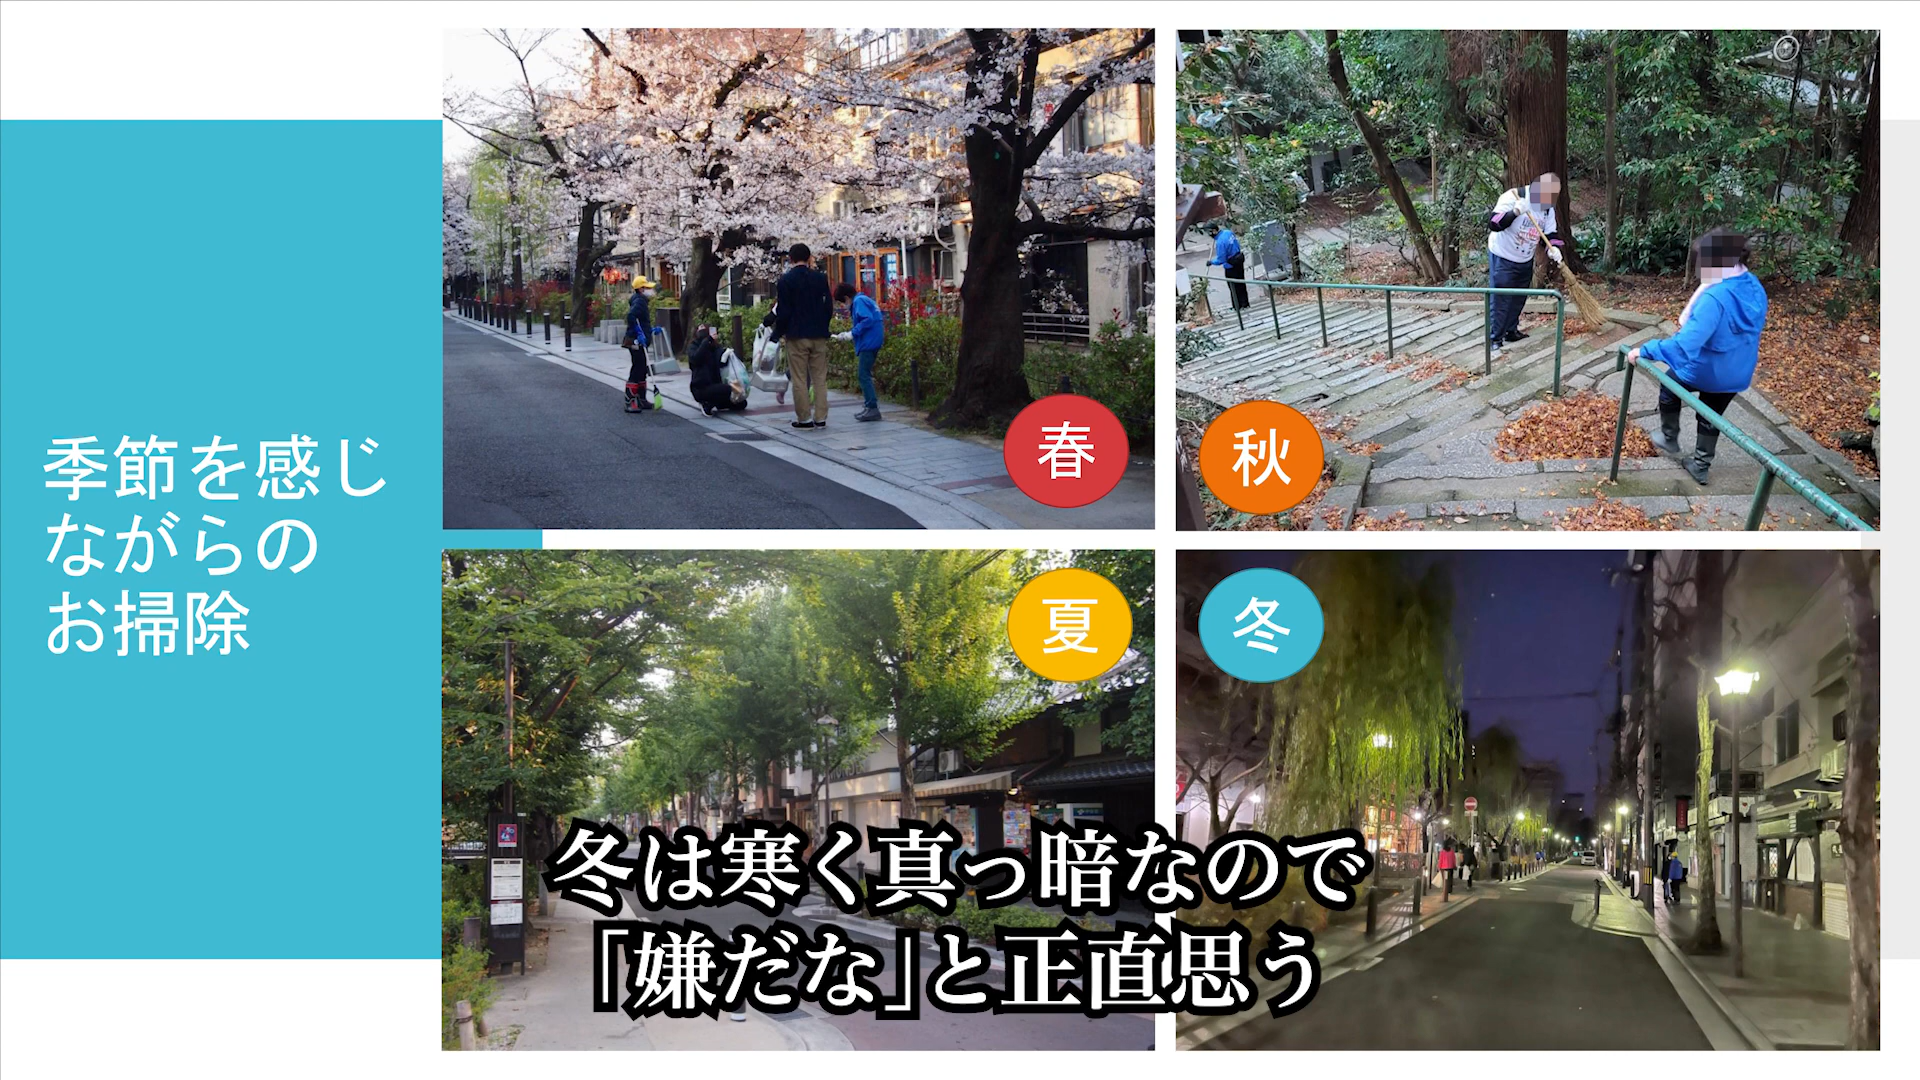 季節を感じ
ながらの
お掃除
春
秋
夏
冬
冬は寒く真っ暗なので
「嫌だな」と正直思う